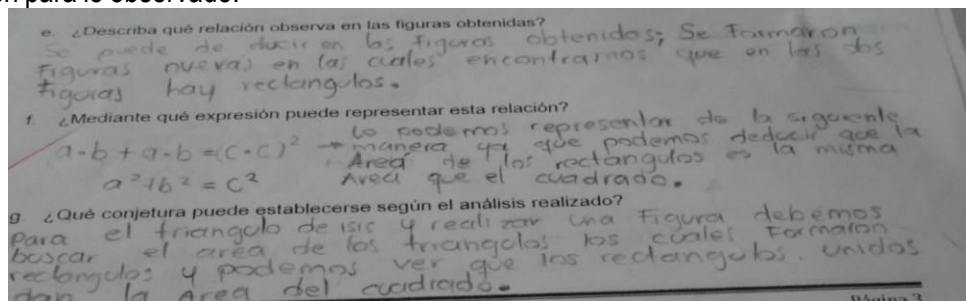 e. ¿Describa qué relación observa en las figuras obtenidas?
Se puede de ducir en las figuras obtenidas; Se formaron
figuras nuevas en las cuales encontramos que en las dos
figuras hay rectangulos.
f. ¿Mediante qué expresión puede representar esta relación?
lo podemos representar de la siguiente
a·b + a·b = (c·c)² → manera ya que podemos deducir que la
Area de los rectangulos es la misma
a² + b² = c² Area que el cuadrado.
g. ¿Qué conjetura puede establecerse según el análisis realizado?
Para el triangulo de isic y realizar una figura debemos
buscar el area de los triangulos los cuales formaron
rectangulos y podemos ver que los rectangulos. unidos
dan la Area del cuadrado.
Página 3